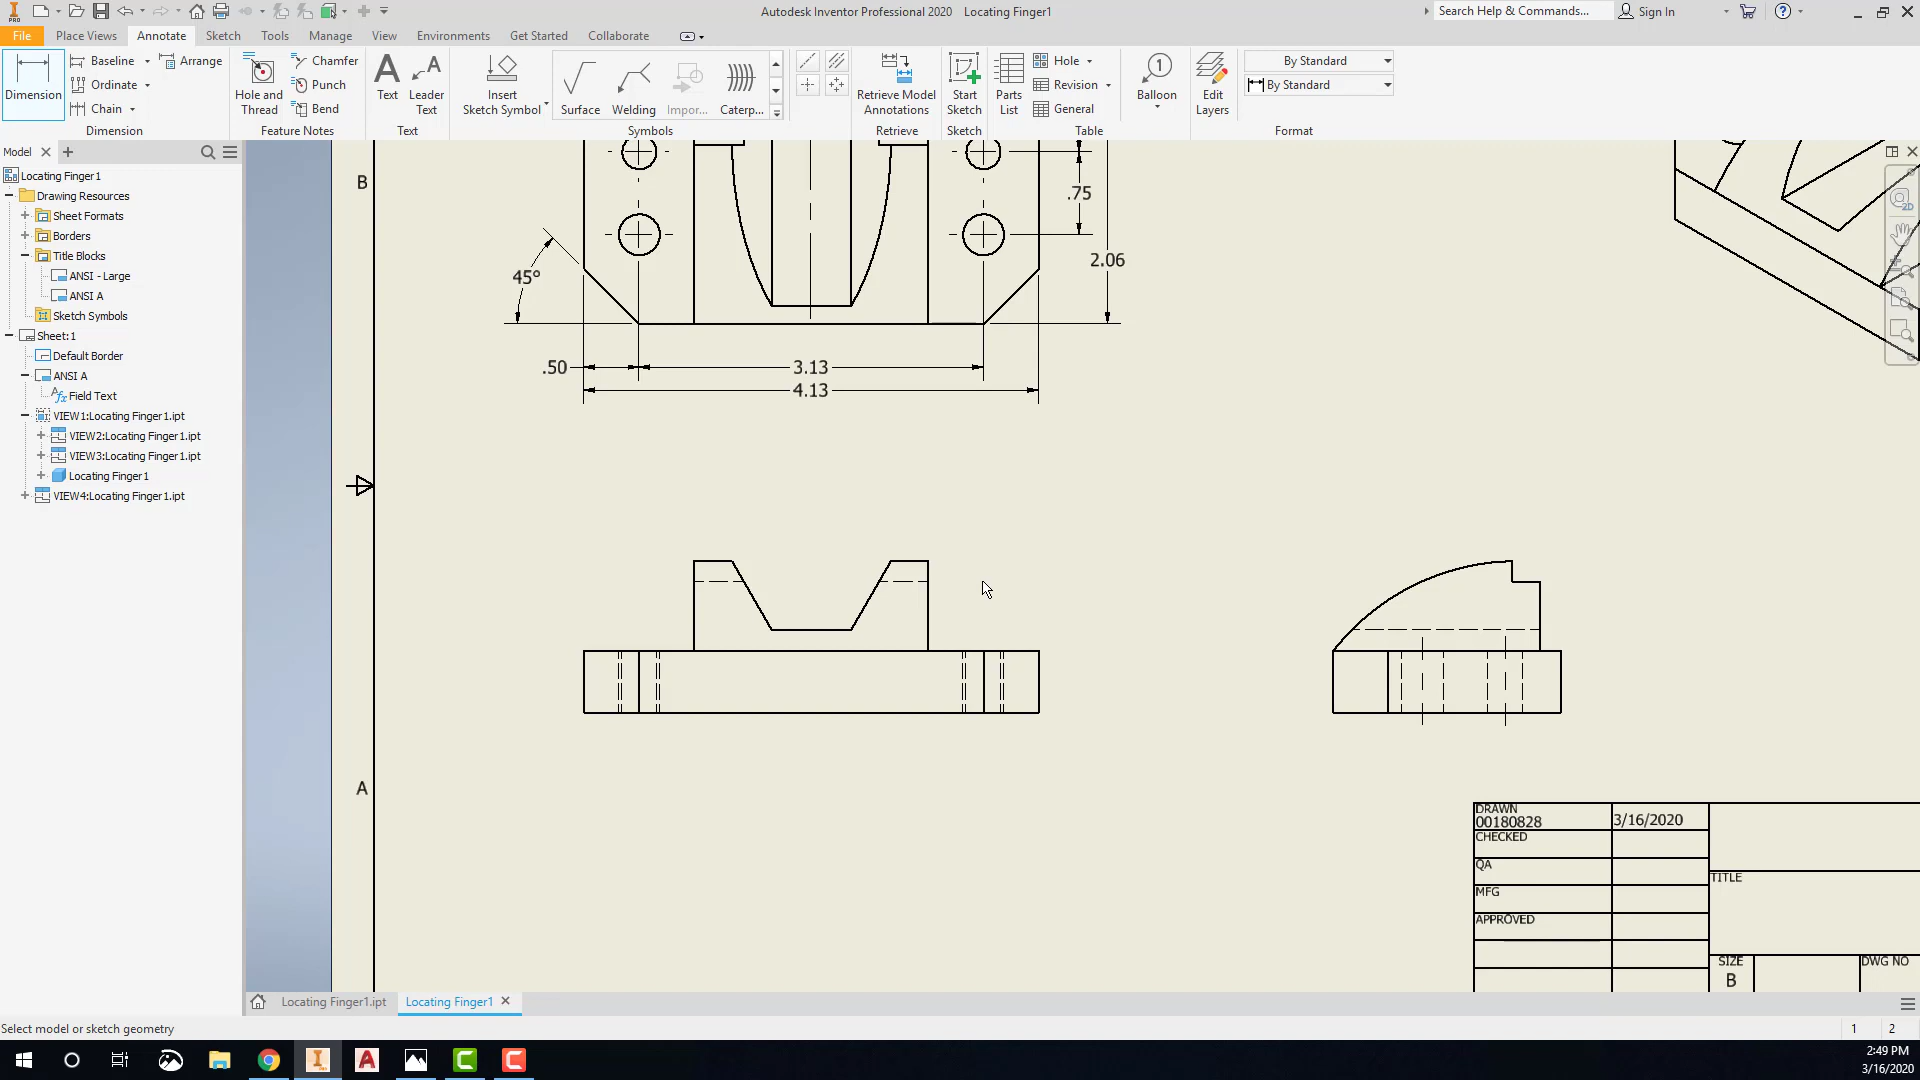 Autodesk Inventor Professional 2020 Locating Finger1
Search Help & Commands...
Sign In
PRO
File
Place Views
Annotate
Sketch
Tools
Manage
View
Environments
Get Started
Collaborate
Dimension
Baseline
Ordinate
Chain
Arrange
Dimension
Hole and
Thread
Chamfer
Punch
Bend
Feature Notes
Text
Leader
Text
Text
Insert
Sketch Symbol
Surface
Welding
Impor...
Caterp...
Symbols
Retrieve Model
Annotations
Retrieve
Start
Sketch
Sketch
Parts
List
Hole
Revision
General
Table
1
Balloon
Edit
Layers
By Standard
By Standard
Format
Model
Locating Finger1
Drawing Resources
Sheet Formats
Borders
Title Blocks
ANSI - Large
ANSI A
Sketch Symbols
Sheet:1
Default Border
ANSI A
Field Text
VIEW1:Locating Finger1.ipt
VIEW2:Locating Finger1.ipt
VIEW3:Locating Finger1.ipt
Locating Finger1
VIEW4:Locating Finger1.ipt
B
.75
2.06
45°
.50
3.13
4.13
A
2D
DRAWN
00180828
3/16/2020
CHECKED
QA
MFG
APPROVED
TITLE
SIZE
B
DWG NO
Locating Finger1.ipt
Locating Finger1
Select model or sketch geometry
1
2
2:49 PM
3/16/2020